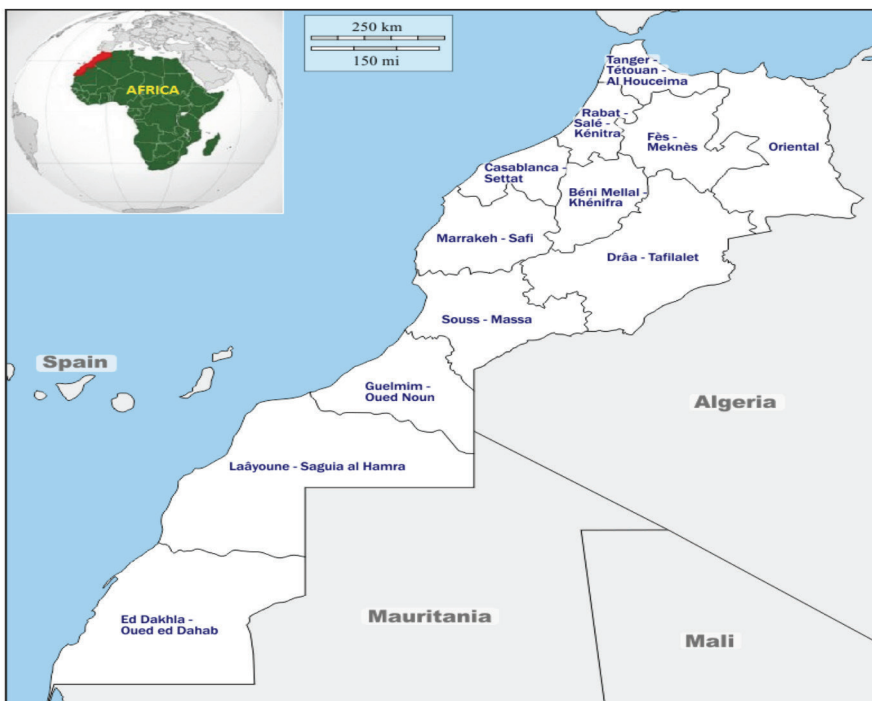 AFRICA
250 km
150 mi
Tanger -
Tétouan -
Al Houceima
Rabat -
Salé -
Kénitra
Fès -
Meknès
Oriental
Casablanca -
Settat
Béni Mellal -
Khénifra
Marrakeh - Safi
Drâa - Tafilalet
Souss - Massa
Spain
Guelmim -
Oued Noun
Algeria
Laâyoune - Saguia al Hamra
Ed Dakhla -
Oued ed Dahab
Mauritania
Mali